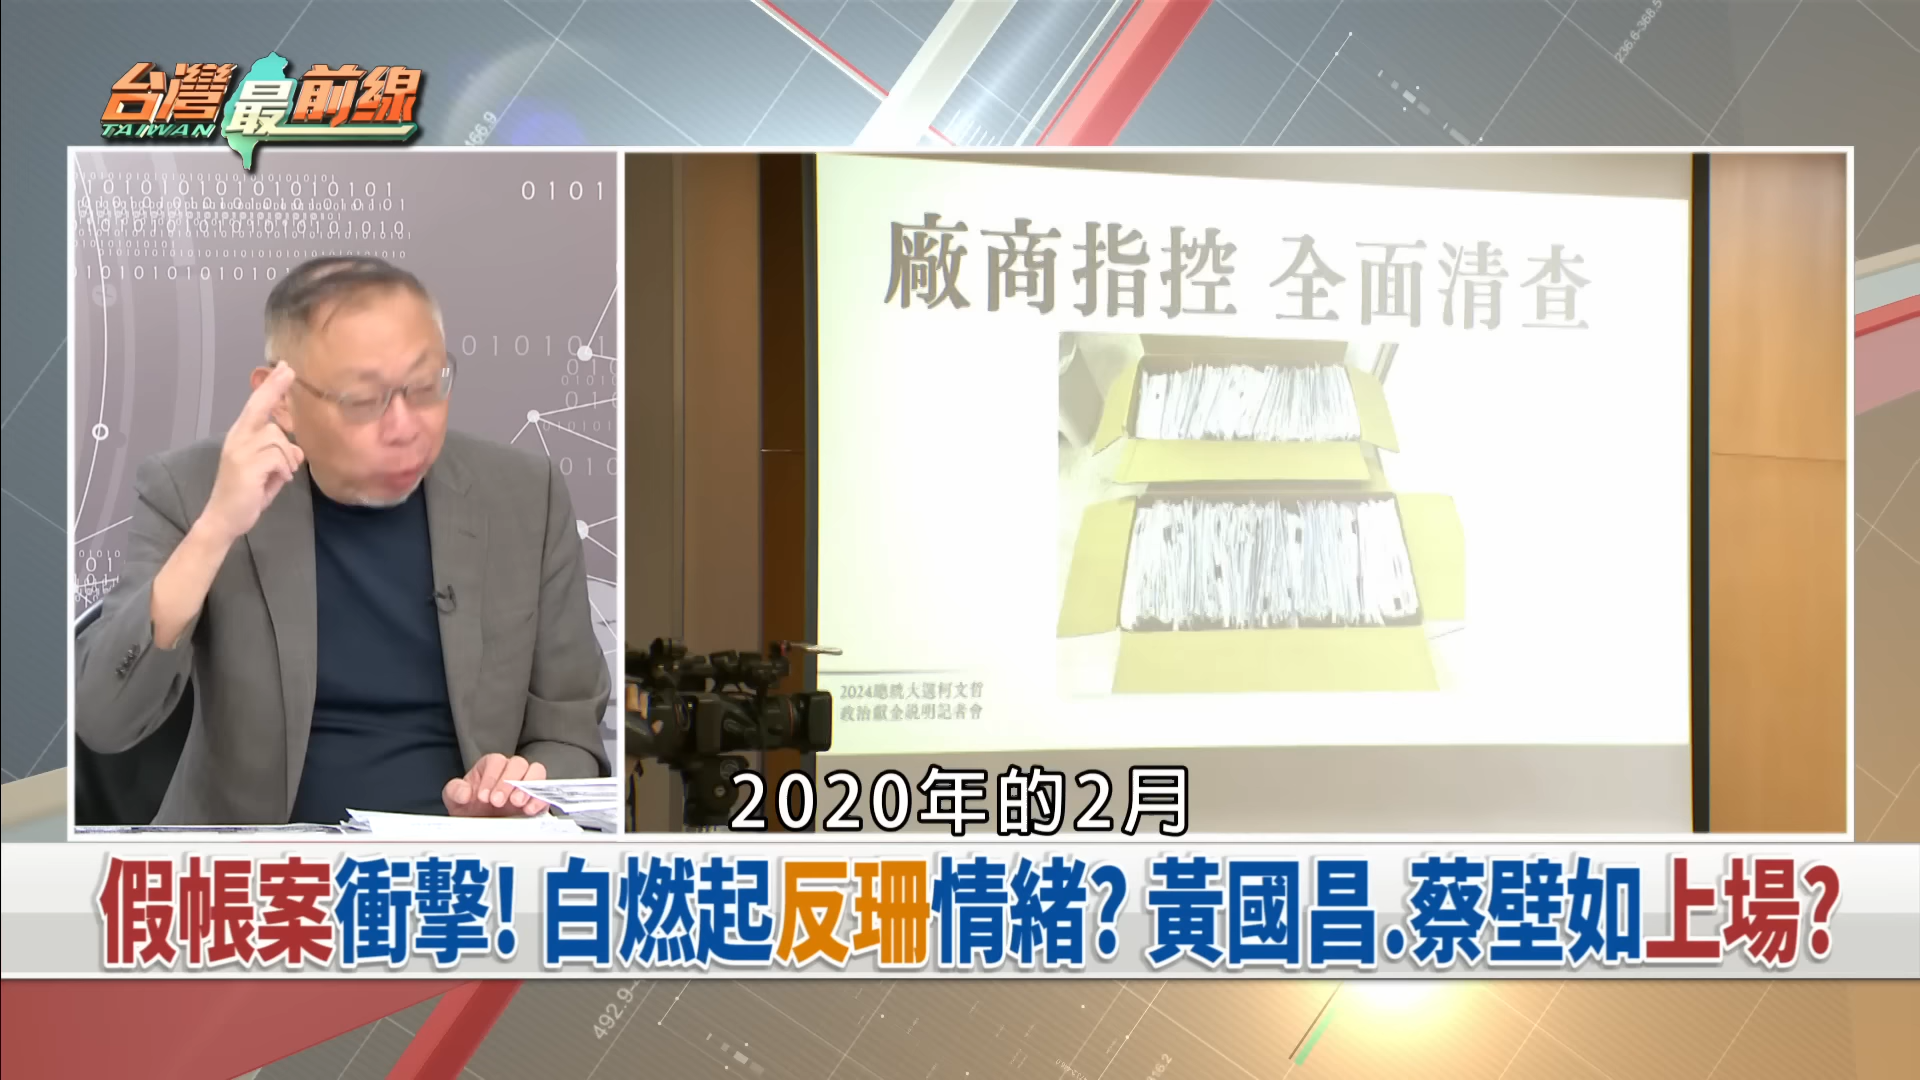 台灣最前線
TAIWAN
廠商指控 全面清查
2024總統大選柯文哲
政治獻金說明記者會
2020年的2月
假帳案衝擊! 白燃起反珊情緒? 黃國昌.蔡壁如上場?